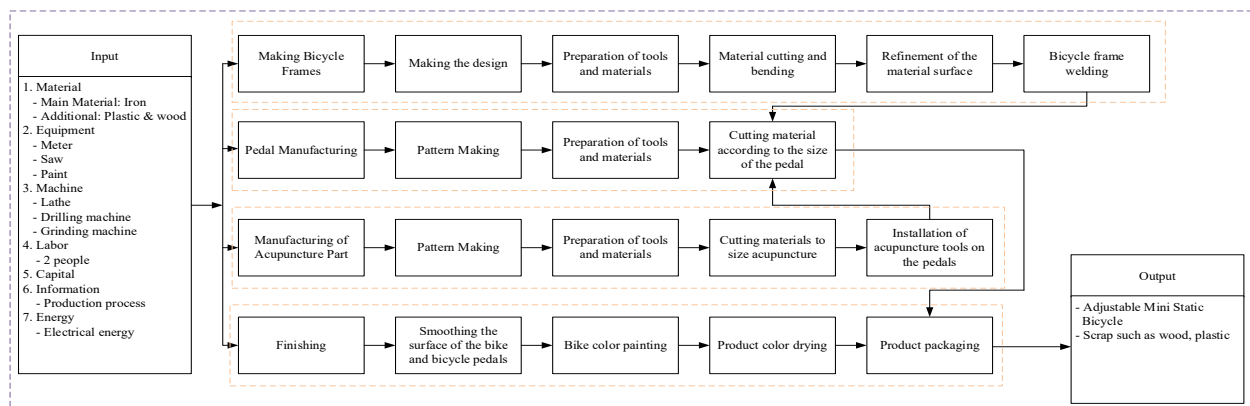 Input
1. Material
- Main Material: Iron
- Additional: Plastic & wood
2. Equipment
- Meter
- Saw
- Paint
3. Machine
- Lathe
- Drilling machine
- Grinding machine
4. Labor
- 2 people
5. Capital
6. Information
- Production process
7. Energy
- Electrical energy
Making Bicycle
Frames
Making the design
Preparation of tools
and materials
Material cutting and
bending
Refinement of the
material surface
Bicycle frame
welding
Pedal Manufacturing
Pattern Making
Preparation of tools
and materials
Cutting material
according to the size
of the pedal
Manufacturing of
Acupuncture Part
Pattern Making
Preparation of tools
and materials
Cutting materials to
size acupuncture
Installation of
acupuncture tools on
the pedals
Finishing
Smoothing the
surface of the bike
and bicycle pedals
Bike color painting
Product color drying
Product packaging
Output
- Adjustable Mini Static
Bicycle
- Scrap such as wood, plastic